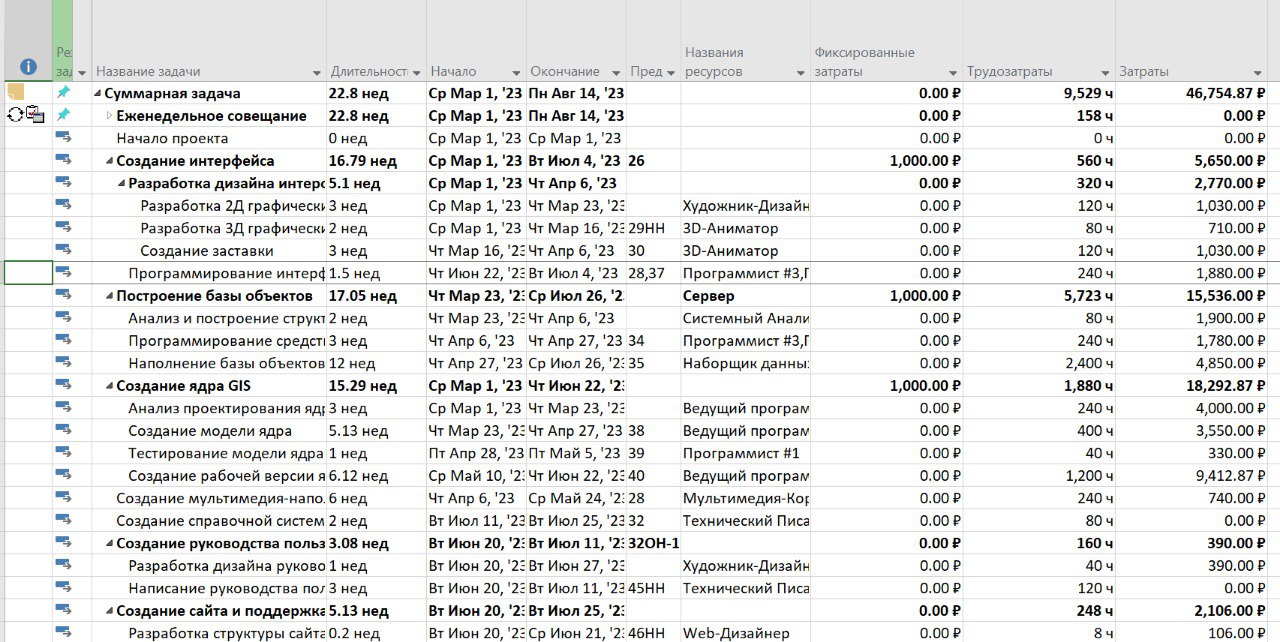 Ре: зад Название задачи Длительност Начало Окончание Пред Названия ресурсов Фиксированные затраты Трудозатраты Затраты
Суммарная задача 22.8 нед Ср Мар 1, '23 Пн Авг 14, '23 0.00 ₽ 9,529 ч 46,754.87 ₽
Еженедельное совещание 22.8 нед Ср Мар 1, '23 Пн Авг 14, '23 0.00 ₽ 158 ч 0.00 ₽
Начало проекта 0 нед Ср Мар 1, '23 Ср Мар 1, '23 0.00 ₽ 0 ч 0.00 ₽
Создание интерфейса 16.79 нед Ср Мар 1, '23 Вт Июл 4, '23 26 1,000.00 ₽ 560 ч 5,650.00 ₽
Разработка дизайна интерс 5.1 нед Ср Мар 1, '23 Чт Апр 6, '23 0.00 ₽ 320 ч 2,770.00 ₽
Разработка 2Д графически 3 нед Ср Мар 1, '23 Чт Мар 23, '23 Художник-Дизайн 0.00 ₽ 120 ч 1,030.00 ₽
Разработка 3Д графически 2 нед Ср Мар 1, '23 Чт Мар 16, '23 29НН 3D-Аниматор 0.00 ₽ 80 ч 710.00 ₽
Создание заставки 3 нед Чт Мар 16, '23 Чт Апр 6, '23 30 3D-Аниматор 0.00 ₽ 120 ч 1,030.00 ₽
Программирование интерф 1.5 нед Чт Июн 22, '23 Вт Июл 4, '23 28,37 Программист #3,П 0.00 ₽ 240 ч 1,880.00 ₽
Построение базы объектов 17.05 нед Чт Мар 23, '23 Ср Июл 26, '2 Сервер 1,000.00 ₽ 5,723 ч 15,536.00 ₽
Анализ и построение структ 2 нед Чт Мар 23, '23 Чт Апр 6, '23 Системный Анали 0.00 ₽ 80 ч 1,900.00 ₽
Программирование средст 3 нед Чт Апр 6, '23 Чт Апр 27, '23 34 Программист #3,П 0.00 ₽ 240 ч 1,780.00 ₽
Наполнение базы объектов 12 нед Чт Апр 27, '23 Ср Июл 26, '23 35 Наборщик данны 0.00 ₽ 2,400 ч 4,850.00 ₽
Создание ядра GIS 15.29 нед Ср Мар 1, '23 Чт Июн 22, '2 1,000.00 ₽ 1,880 ч 18,292.87 ₽
Анализ проектирования ядр 3 нед Ср Мар 1, '23 Чт Мар 23, '23 Ведущий програм 0.00 ₽ 240 ч 4,000.00 ₽
Создание модели ядра 5.13 нед Чт Мар 23, '23 Чт Апр 27, '23 38 Ведущий програм 0.00 ₽ 400 ч 3,550.00 ₽
Тестирование модели ядра 1 нед Пт Апр 28, '23 Пт Май 5, '23 39 Программист #1 0.00 ₽ 40 ч 330.00 ₽
Создание рабочей версии я 6.12 нед Ср Май 10, '23 Чт Июн 22, '23 40 Ведущий програм 0.00 ₽ 1,200 ч 9,412.87 ₽
Создание мультимедия-напо. 6 нед Чт Апр 6, '23 Ср Май 24, '23 28 Мультимедия-Кор 0.00 ₽ 240 ч 740.00 ₽
Создание справочной систем 2 нед Вт Июл 11, '23 Вт Июл 25, '23 32 Технический Писа 0.00 ₽ 80 ч 0.00 ₽
Создание руководства польз 3.08 нед Вт Июн 20, '23 Вт Июл 11, '23 32ОН-1 0.00 ₽ 160 ч 390.00 ₽
Разработка дизайна руково 1 нед Вт Июн 20, '23 Вт Июн 27, '23 Художник-Дизайн 0.00 ₽ 40 ч 390.00 ₽
Написание руководства пол 3 нед Вт Июн 20, '23 Вт Июл 11, '23 45НН Технический Писа 0.00 ₽ 120 ч 0.00 ₽
Создание сайта и поддержка 5.13 нед Вт Июн 20, '23 Вт Июл 25, '23 0.00 ₽ 248 ч 2,106.00 ₽
Разработка структуры сайта 0.2 нед Вт Июн 20, '23 Ср Июн 21, '23 46НН Web-Дизайнер 0.00 ₽ 8 ч 106.00 ₽